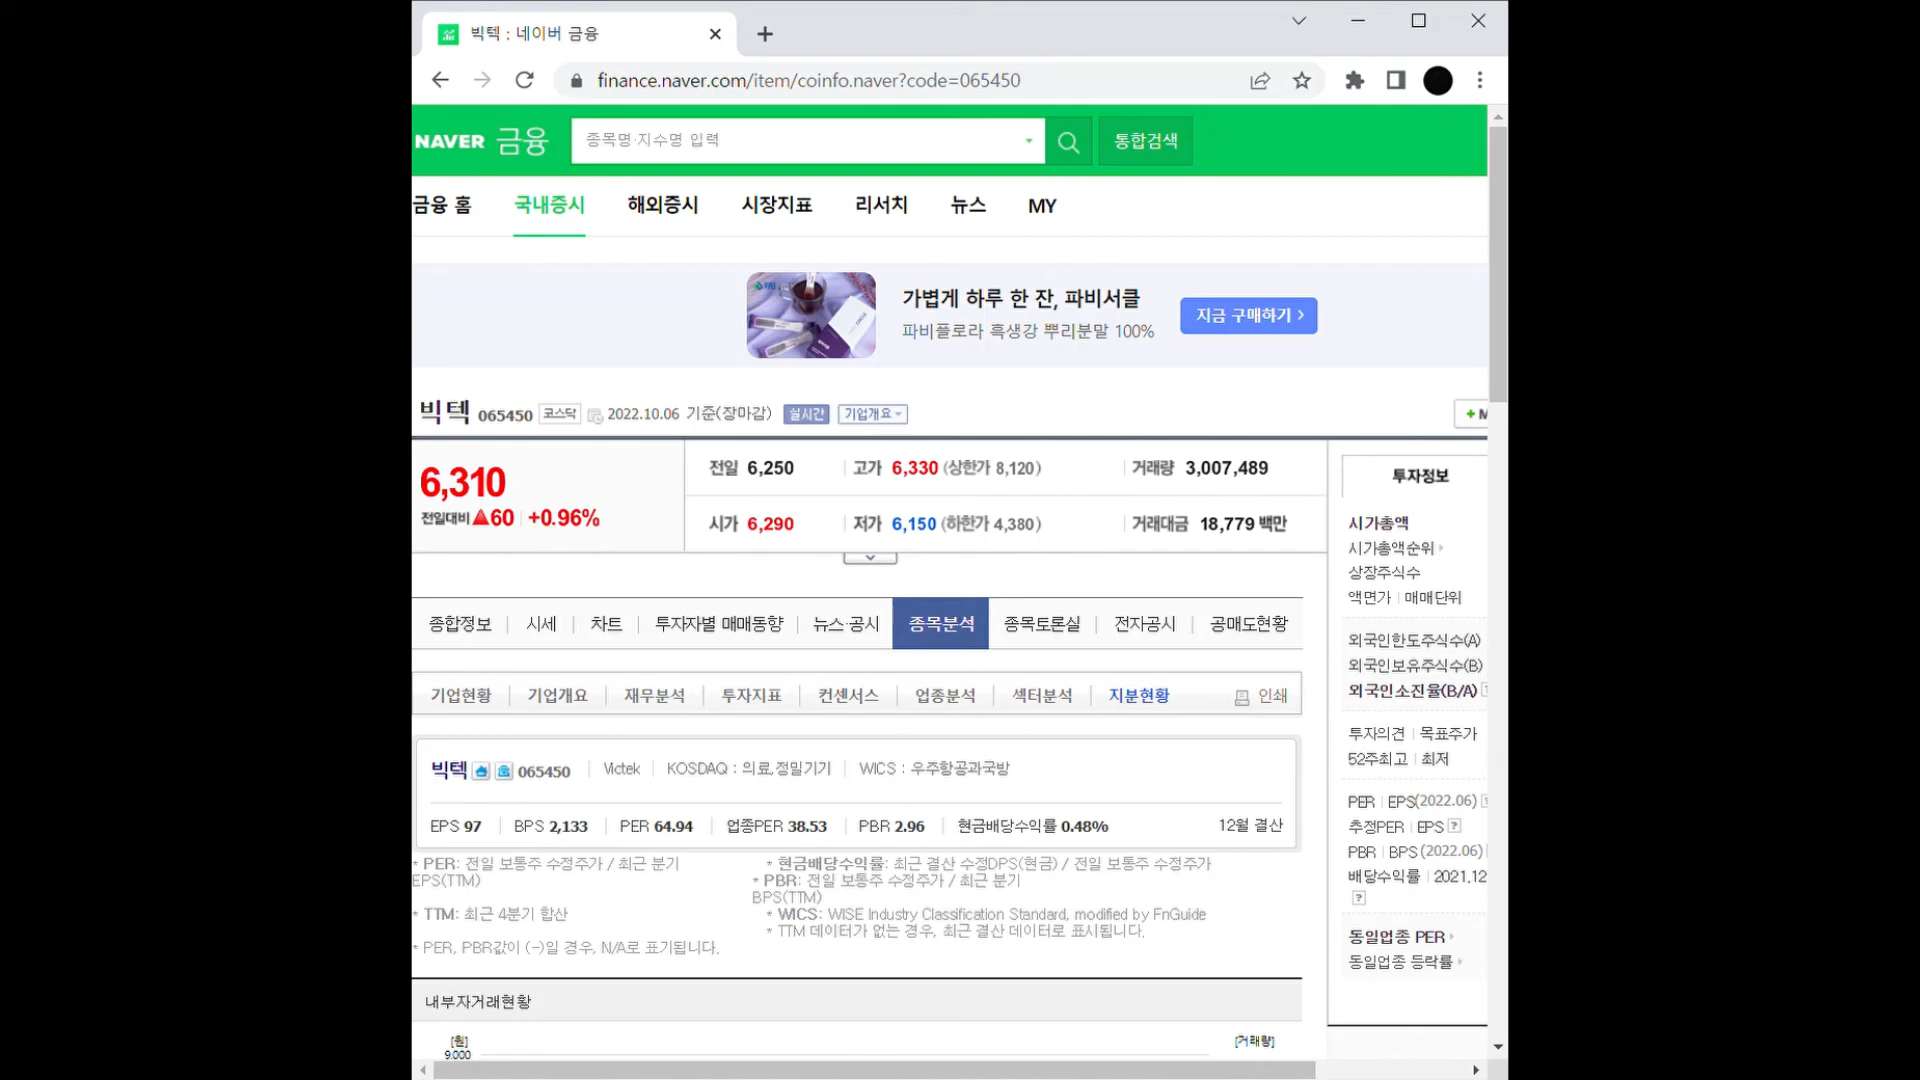 빅텍 : 네이버 금융
finance.naver.com/item/coinfo.naver?code=065450
NAVER 금융 종목명·지수명 입력 통합검색
금융 홈 국내증시 해외증시 시장지표 리서치 뉴스 MY
가볍게 하루 한 잔, 파비서클
파비플로라 흑생강 뿌리분말 100%
지금 구매하기 >
빅텍 065450 코스닥 2022.10.06 기준(장마감) 실시간 기업개요
6,310
전일대비 ▲60 +0.96%
전일 6,250 고가 6,330 (상한가 8,120) 거래량 3,007,489
시가 6,290 저가 6,150 (하한가 4,380) 거래대금 18,779 백만
종합정보 시세 차트 투자자별 매매동향 뉴스·공시 종목분석 종목토론실 전자공시 공매도현황
기업현황 기업개요 재무분석 투자지표 컨센서스 업종분석 섹터분석 지분현황 인쇄
빅텍 065450 Victek KOSDAQ : 의료,정밀기기 WICS : 우주항공과국방
EPS 97 BPS 2,133 PER 64.94 업종PER 38.53 PBR 2.96 현금배당수익률 0.48% 12월 결산
* PER: 전일 보통주 수정주가 / 최근 분기
EPS(TTM)
* TTM: 최근 4분기 합산
* PER, PBR값이 (-)일 경우, N/A로 표기됩니다.
* 현금배당수익률: 최근 결산 수정DPS(현금) / 전일 보통주 수정주가
* PBR: 전일 보통주 수정주가 / 최근 분기
BPS(TTM)
* WICS: WISE Industry Classification Standard, modified by FnGuide
* TTM 데이터가 없는 경우, 최근 결산 데이터로 표시됩니다.
내부자거래현황
[원] [거래량]
9,000
+ M
투자정보
시가총액
시가총액순위
상장주식수
액면가 매매단위
외국인한도주식수(A)
외국인보유주식수(B)
외국인소진율(B/A)
투자의견 목표주가
52주최고 최저
PER EPS(2022.06)
추정PER EPS ?
PBR BPS (2022.06)
배당수익률 2021.12
?
동일업종 PER
동일업종 등락률